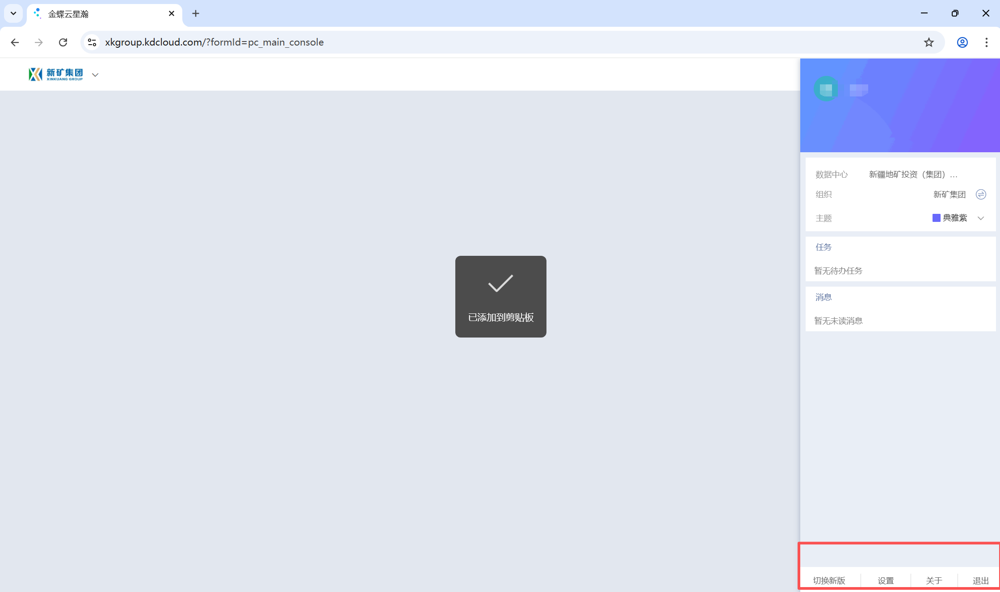 金蝶云星瀚
xkgroup.kdcloud.com/?formId=pc_main_console
新矿集团
XINKUANG GROUP
数据中心 新疆地矿投资（集团）...
组织 新矿集团
主题 典雅紫
任务
暂无待办任务
消息
暂无未读消息
已添加到剪贴板
切换新版 设置 关于 退出